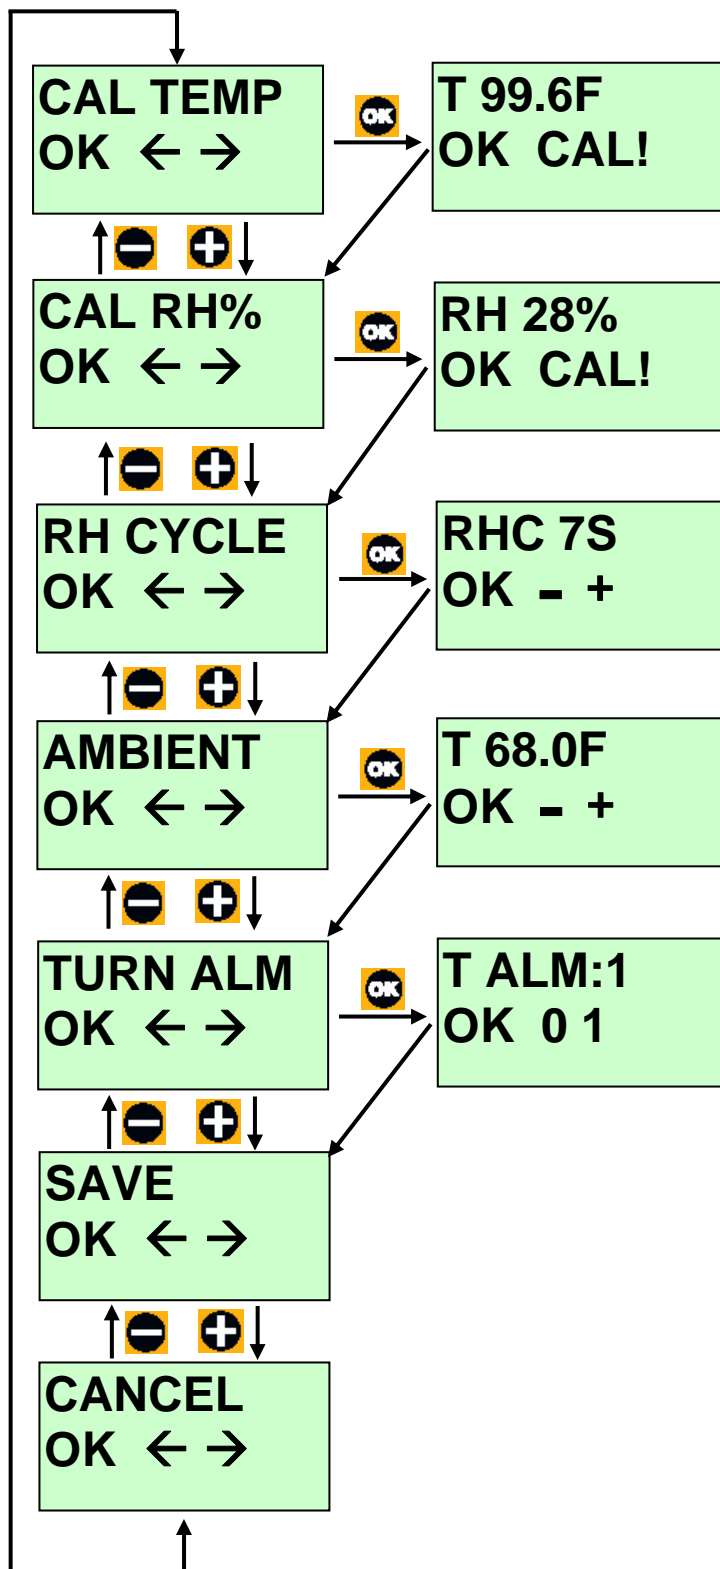 CAL TEMP
OK ← →
OK
T 99.6F
OK CAL!
CAL RH%
OK ← →
OK
RH 28%
OK CAL!
RH CYCLE
OK ← →
OK
RHC 7S
OK - +
AMBIENT
OK ← →
OK
T 68.0F
OK - +
TURN ALM
OK ← →
OK
T ALM:1
OK 0 1
SAVE
OK ← →
CANCEL
OK ← →